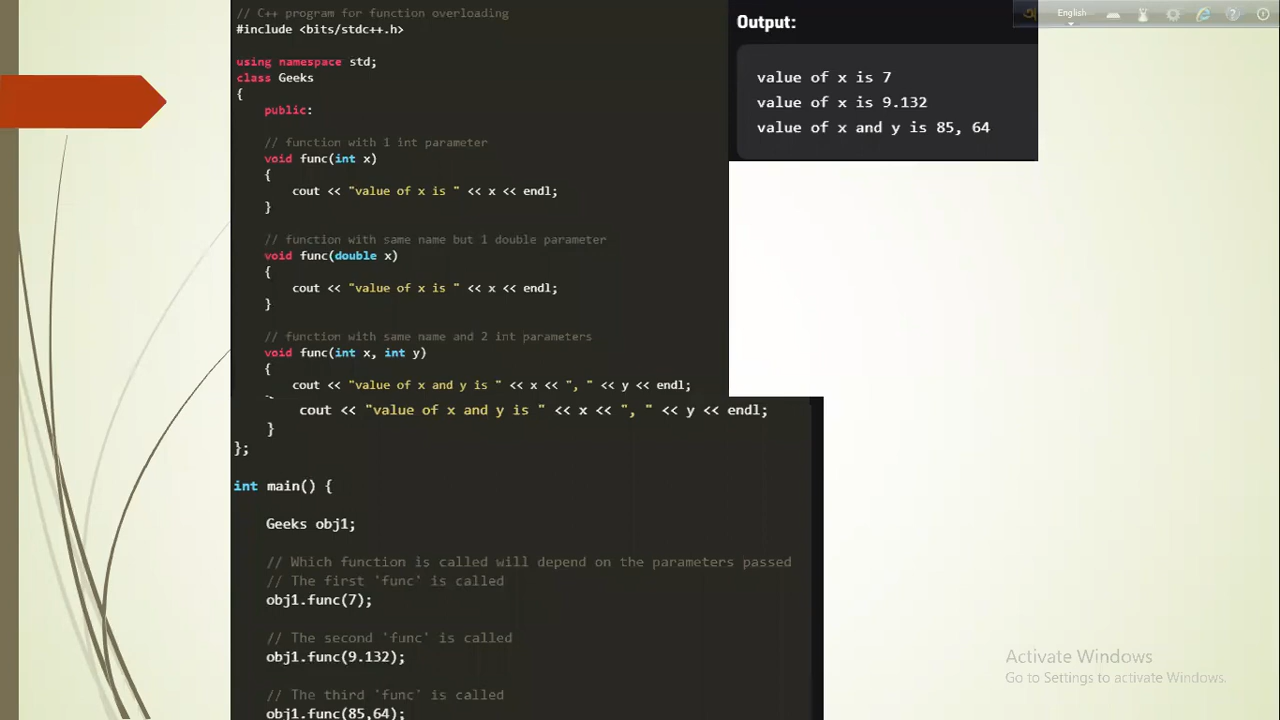 // C++ program for function overloading
#include <bits/stdc++.h>
using namespace std;
class Geeks
{
public:
// function with 1 int parameter
void func(int x)
{
cout << "value of x is " << x << endl;
}
// function with same name but 1 double parameter
void func(double x)
{
cout << "value of x is " << x << endl;
}
// function with same name and 2 int parameters
void func(int x, int y)
{
cout << "value of x and y is " << x << ", " << y << endl;
cout << "value of x and y is " << x << ", " << y << endl;
}
};
int main() {
Geeks obj1;
// Which function is called will depend on the parameters passed
// The first 'func' is called
obj1.func(7);
// The second 'func' is called
obj1.func(9.132);
// The third 'func' is called
obj1.func(85,64);
Output:
value of x is 7
value of x is 9.132
value of x and y is 85, 64
English
Activate Windows
Go to Settings to activate Windows.